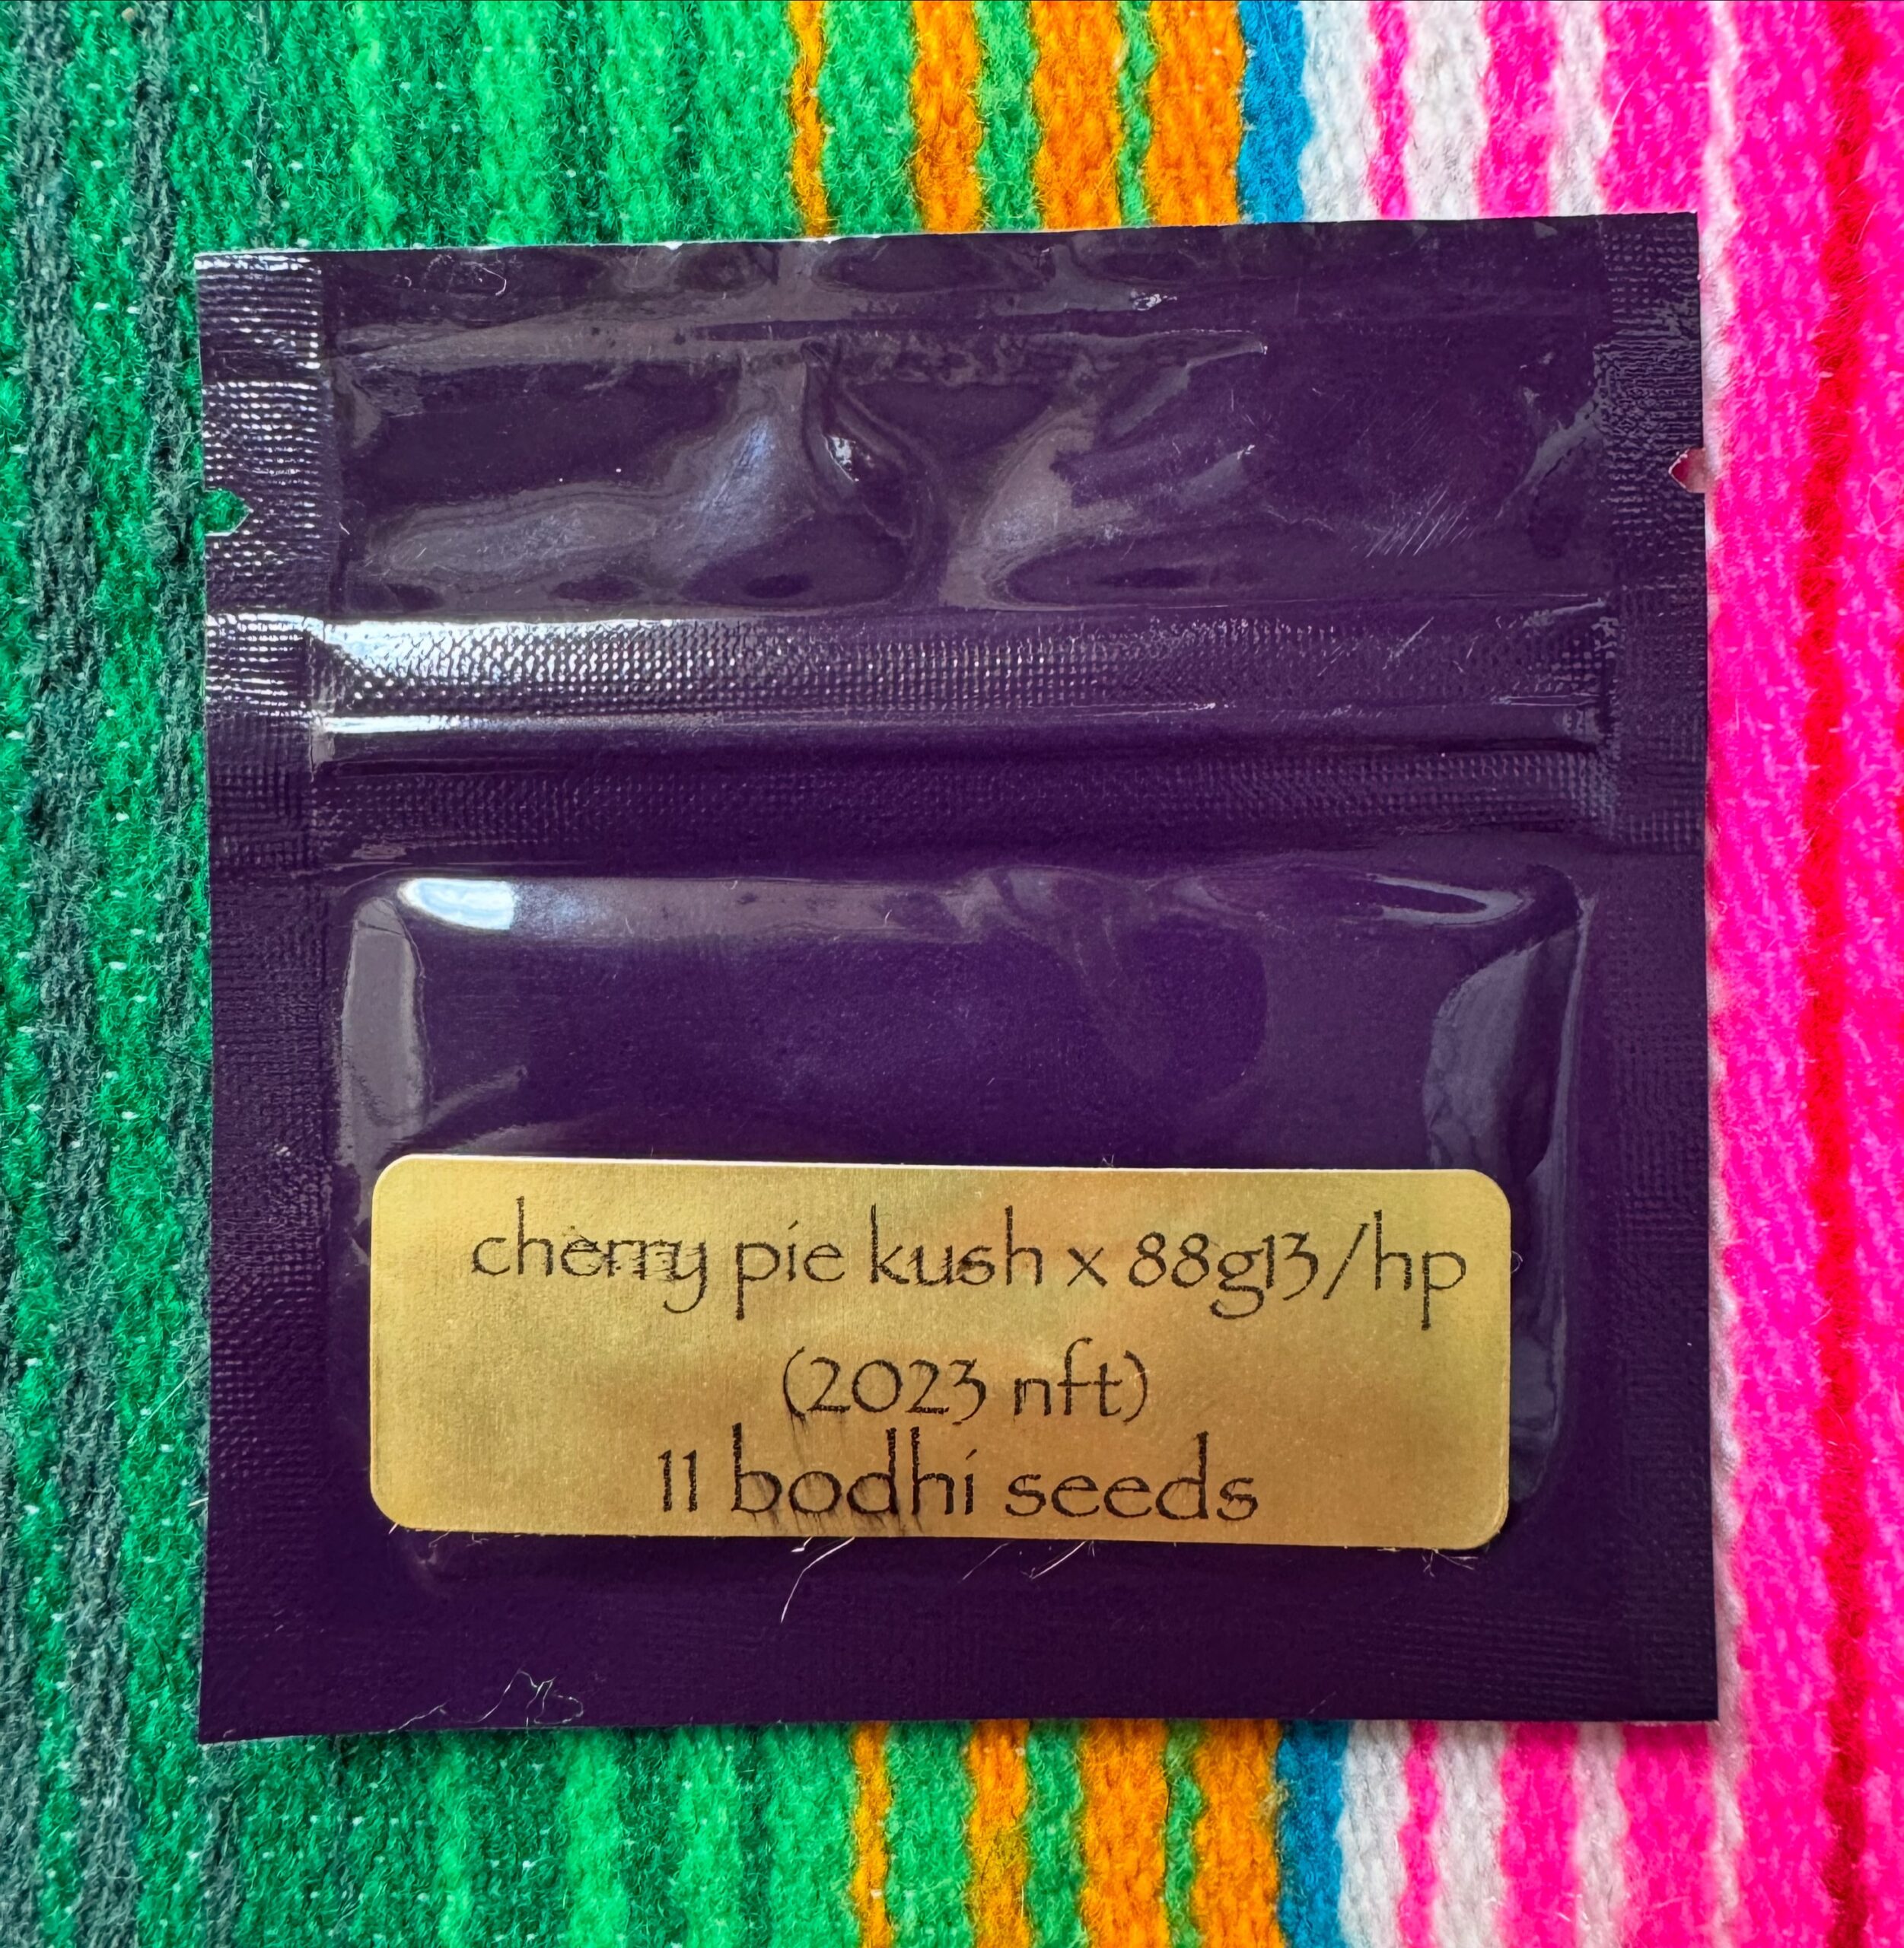 cherry pie kush x 88g13/hp
(2023 nft)
11 bodhi seeds